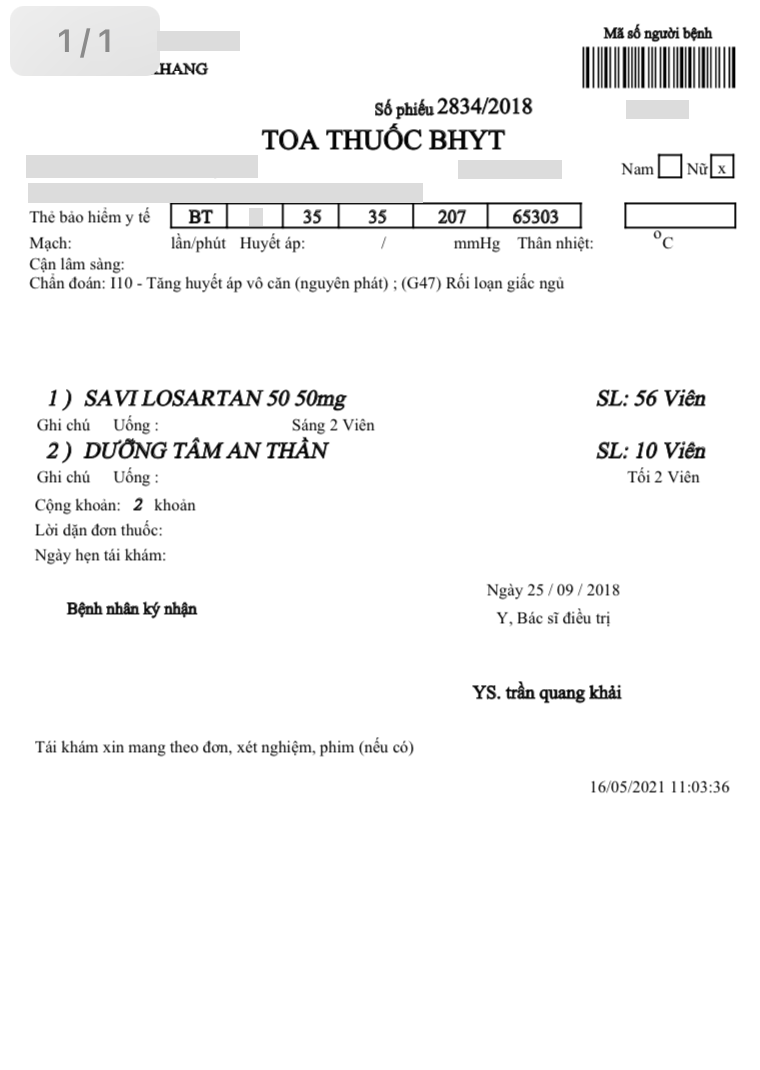 1/1
Mã số người bệnh
KHANG
Số phiếu 2834/2018
TOA THUỐC BHYT
Nam Nữ x
Thẻ bảo hiểm y tế BT 35 35 207 65303
Mạch: lần/phút Huyết áp: / mmHg Thân nhiệt: °C
Cận lâm sàng:
Chẩn đoán: I10 - Tăng huyết áp vô căn (nguyên phát) ; (G47) Rối loạn giấc ngủ
1 ) SAVI LOSARTAN 50 50mg SL: 56 Viên
Ghi chú Uống : Sáng 2 Viên
2 ) DƯỠNG TÂM AN THẦN SL: 10 Viên
Ghi chú Uống : Tối 2 Viên
Cộng khoản: 2 khoản
Lời dặn đơn thuốc:
Ngày hẹn tái khám:
Ngày 25 / 09 / 2018
Bệnh nhân ký nhận
Y, Bác sĩ điều trị
YS. trần quang khải
Tái khám xin mang theo đơn, xét nghiệm, phim (nếu có)
16/05/2021 11:03:36